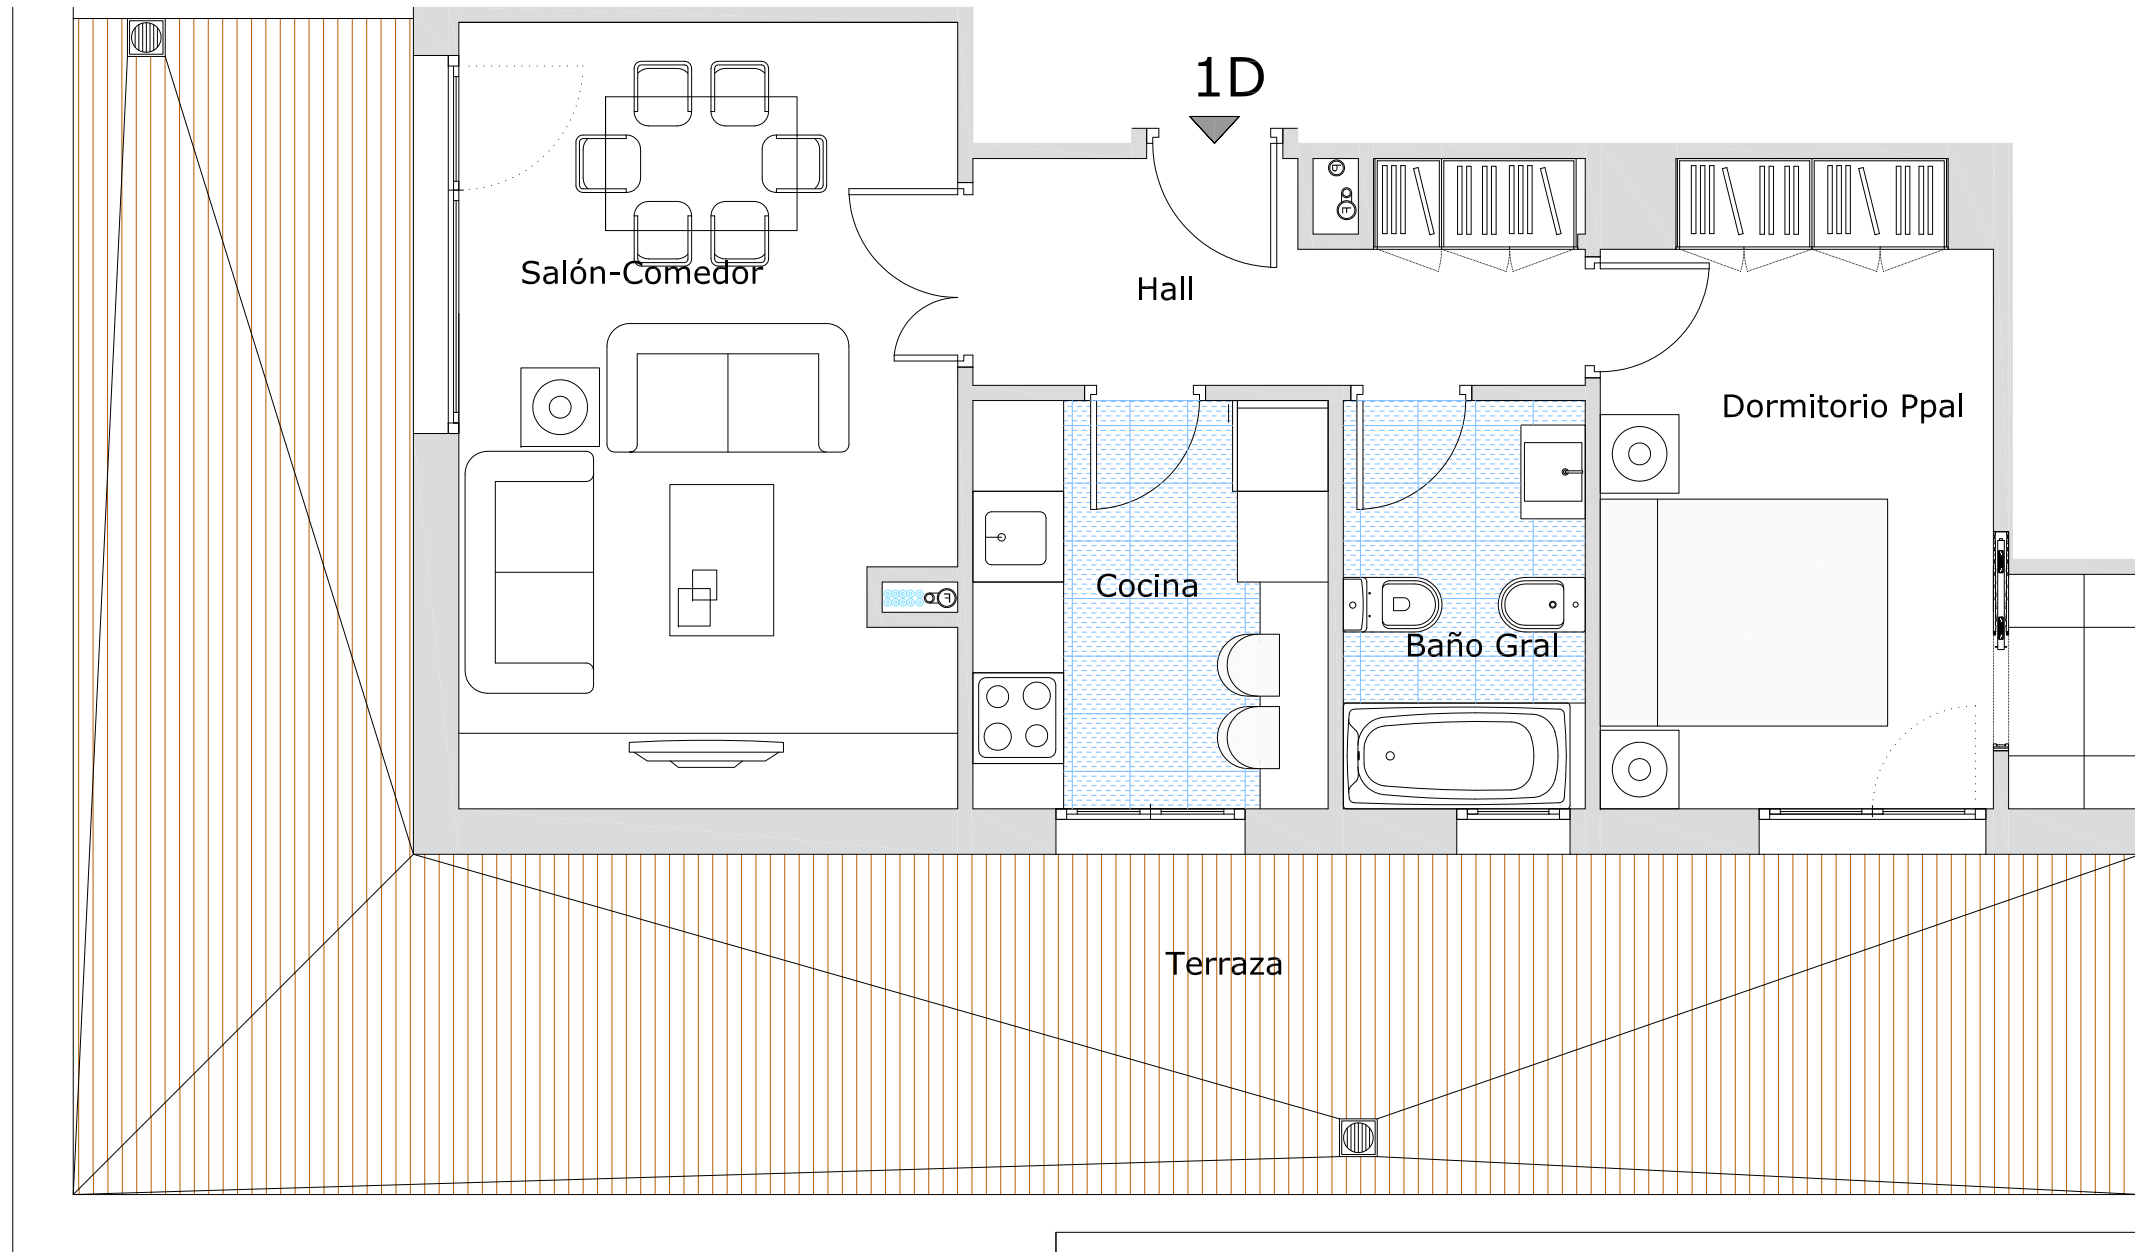 1D
Salón-Comedor
Hall
Dormitorio Ppal
Cocina
Baño Gral
Terraza